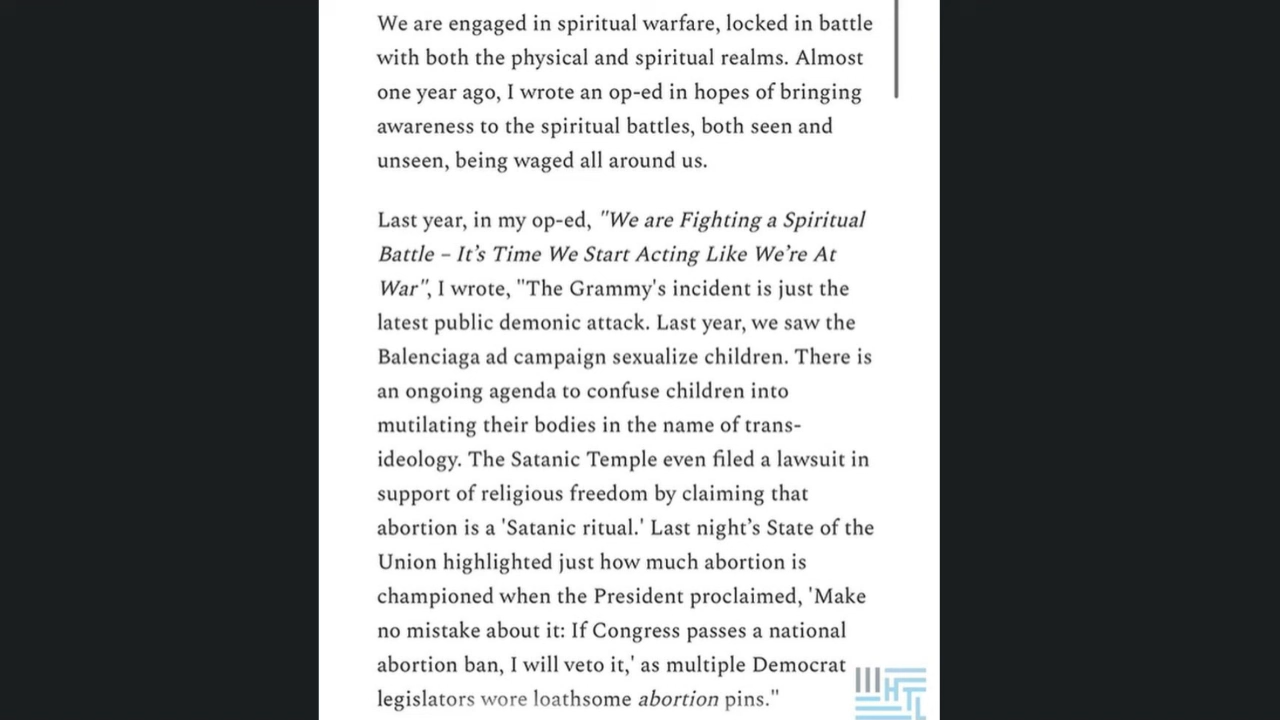 We are engaged in spiritual warfare, locked in battle
with both the physical and spiritual realms. Almost
one year ago, I wrote an op-ed in hopes of bringing
awareness to the spiritual battles, both seen and
unseen, being waged all around us.
Last year, in my op-ed, "We are Fighting a Spiritual
Battle – It’s Time We Start Acting Like We’re At
War", I wrote, "The Grammy's incident is just the
latest public demonic attack. Last year, we saw the
Balenciaga ad campaign sexualize children. There is
an ongoing agenda to confuse children into
mutilating their bodies in the name of trans-
ideology. The Satanic Temple even filed a lawsuit in
support of religious freedom by claiming that
abortion is a 'Satanic ritual.' Last night’s State of the
Union highlighted just how much abortion is
championed when the President proclaimed, 'Make
no mistake about it: If Congress passes a national
abortion ban, I will veto it,' as multiple Democrat
legislators wore loathsome abortion pins."
HTL